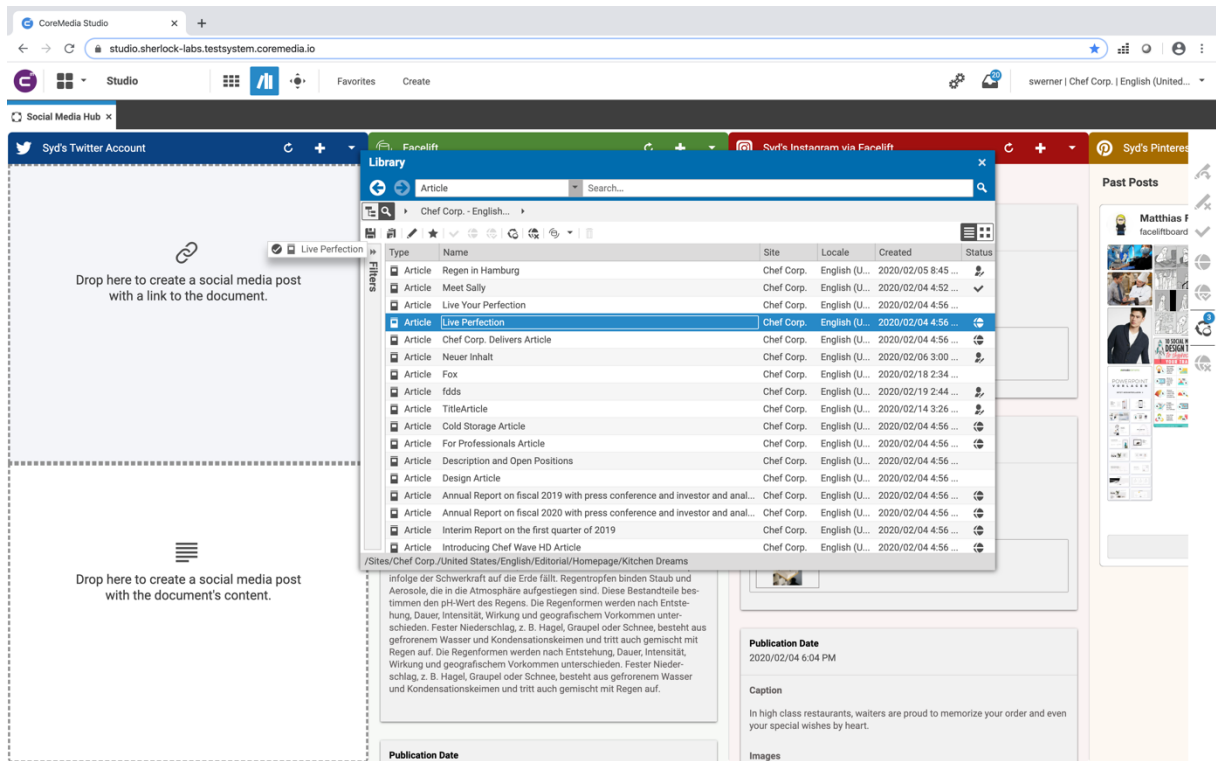 CoreMedia Studio
studio.sherlock-labs.testsystem.coremedia.io
Studio
Favorites
Create
20
swerner | Chef Corp. | English (United...
Social Media Hub
Syd's Twitter Account
Facelift
Syd's Instagram via Facelift
Syd's Pinteres
Drop here to create a social media post
with a link to the document.
Live Perfection
Drop here to create a social media post
with the document's content.
Library
Article
Search...
Chef Corp. - English...
Filters
Type Name Site Locale Created Status
Article Regen in Hamburg Chef Corp. English (U... 2020/02/05 8:45 ...
Article Meet Sally Chef Corp. English (U... 2020/02/04 4:52 ...
Article Live Your Perfection Chef Corp. English (U... 2020/02/04 4:56 ...
Article Live Perfection Chef Corp. English (U... 2020/02/04 4:56 ...
Article Chef Corp. Delivers Article Chef Corp. English (U... 2020/02/04 4:56 ...
Article Neuer Inhalt Chef Corp. English (U... 2020/02/06 3:00 ...
Article Fox Chef Corp. English (U... 2020/02/18 2:34 ...
Article fdds Chef Corp. English (U... 2020/02/19 2:44 ...
Article TitleArticle Chef Corp. English (U... 2020/02/14 3:26 ...
Article Cold Storage Article Chef Corp. English (U... 2020/02/04 4:56 ...
Article For Professionals Article Chef Corp. English (U... 2020/02/04 4:56 ...
Article Description and Open Positions Chef Corp. English (U... 2020/02/04 4:56 ...
Article Design Article Chef Corp. English (U... 2020/02/04 4:56 ...
Article Annual Report on fiscal 2019 with press conference and investor and anal... Chef Corp. English (U... 2020/02/04 4:56 ...
Article Annual Report on fiscal 2020 with press conference and investor and anal... Chef Corp. English (U... 2020/02/04 4:56 ...
Article Interim Report on the first quarter of 2019 Chef Corp. English (U... 2020/02/04 4:56 ...
Article Introducing Chef Wave HD Article Chef Corp. English (U... 2020/02/04 4:56 ...
/Sites/Chef Corp./United States/English/Editorial/Homepage/Kitchen Dreams
infolge der Schwerkraft auf die Erde fällt. Regentropfen binden Staub und
Aerosole, die in die Atmosphäre aufgestiegen sind. Diese Bestandteile bes-
timmen den pH-Wert des Regens. Die Regenformen werden nach Entste-
hung, Dauer, Intensität, Wirkung und geografischem Vorkommen unter-
schieden. Fester Niederschlag, z. B. Hagel, Graupel oder Schnee, besteht aus
gefrorenem Wasser und Kondensationskeimen und tritt auch gemischt mit
Regen auf. Die Regenformen werden nach Entstehung, Dauer, Intensität,
Wirkung und geografischem Vorkommen unterschieden. Fester Nieder-
schlag, z. B. Hagel, Graupel oder Schnee, besteht aus gefrorenem Wasser
und Kondensationskeimen und tritt auch gemischt mit Regen auf.
Publication Date
Publication Date
2020/02/04 6:04 PM
Caption
In high class restaurants, waiters are proud to memorize your order and even
your special wishes by heart.
Images
Past Posts
Matthias F
faceliftboard
POWERPOINT
3